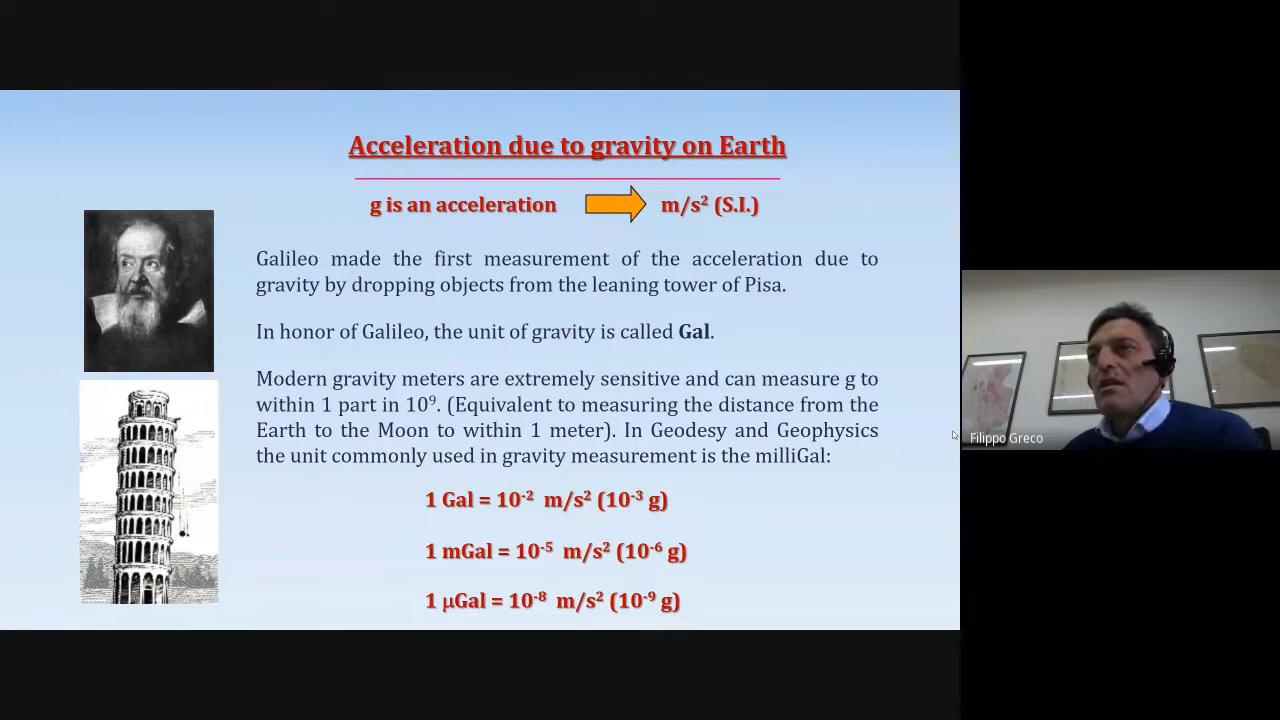 Acceleration due to gravity on Earth
g is an acceleration m/s² (S.I.)
Galileo made the first measurement of the acceleration due to
gravity by dropping objects from the leaning tower of Pisa.
In honor of Galileo, the unit of gravity is called Gal.
Modern gravity meters are extremely sensitive and can measure g to
within 1 part in 10⁹. (Equivalent to measuring the distance from the
Earth to the Moon to within 1 meter). In Geodesy and Geophysics
the unit commonly used in gravity measurement is the milliGal:
1 Gal = 10⁻² m/s² (10⁻³ g)
1 mGal = 10⁻⁵ m/s² (10⁻⁶ g)
1 μGal = 10⁻⁸ m/s² (10⁻⁹ g)
Filippo Greco